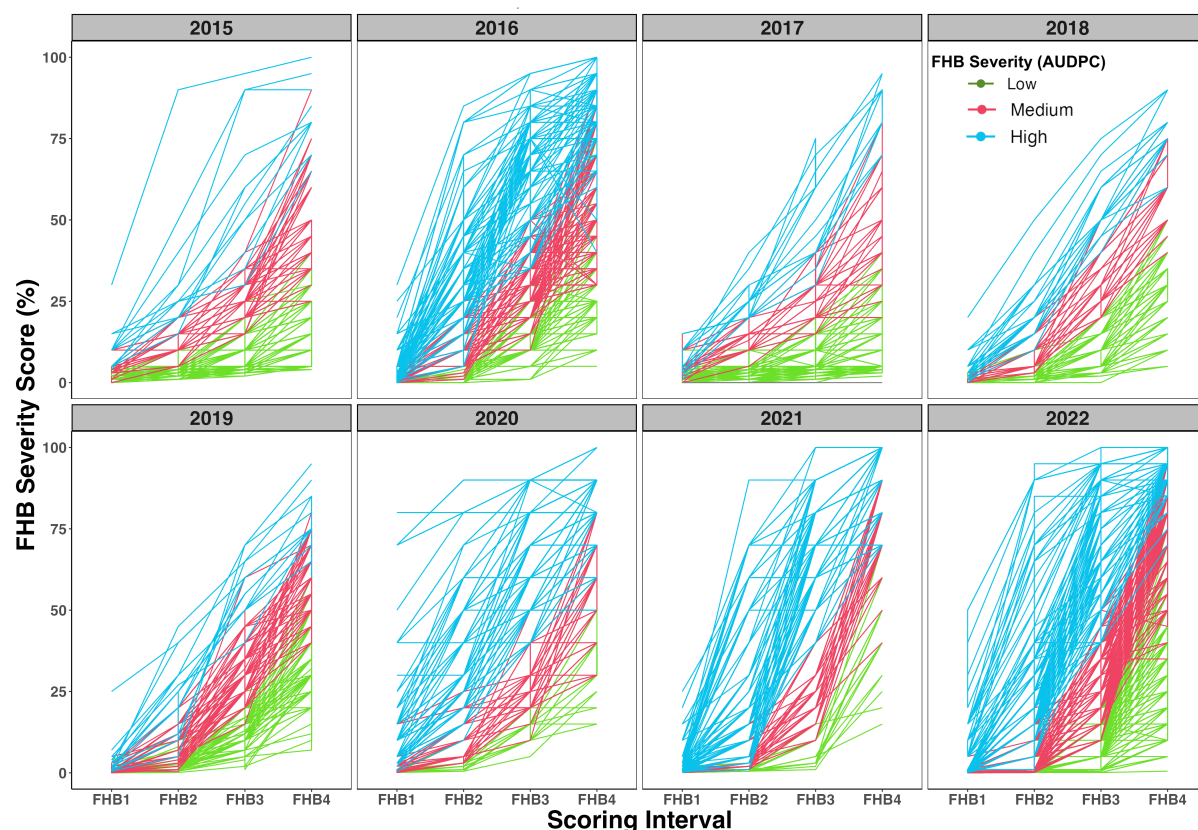 2015 2016 2017 2018
FHB Severity (AUDPC)
Low
Medium
High
100
75
50
25
0
2019 2020 2021 2022
100
75
50
25
0
FHB1 FHB2 FHB3 FHB4 FHB1 FHB2 FHB3 FHB4 FHB1 FHB2 FHB3 FHB4 FHB1 FHB2 FHB3 FHB4
Scoring Interval
FHB Severity Score (%)